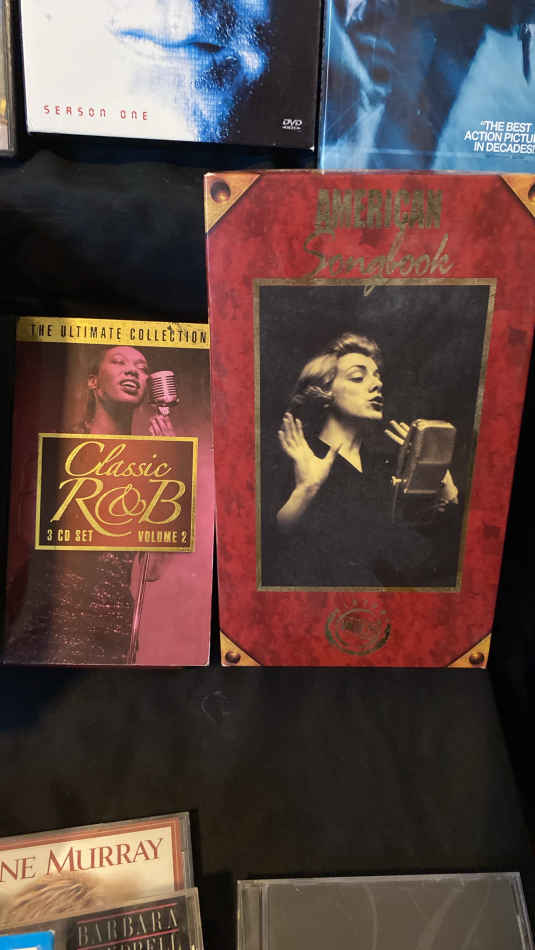 SEASON ONE
DVD
"THE BEST
ACTION PICTU
IN DECADES!
AMERICAN
Songbook
THE ULTIMATE COLLECTION
Classic
R&B
3 CD SET VOLUME 2
NE MURRAY
BARBARA